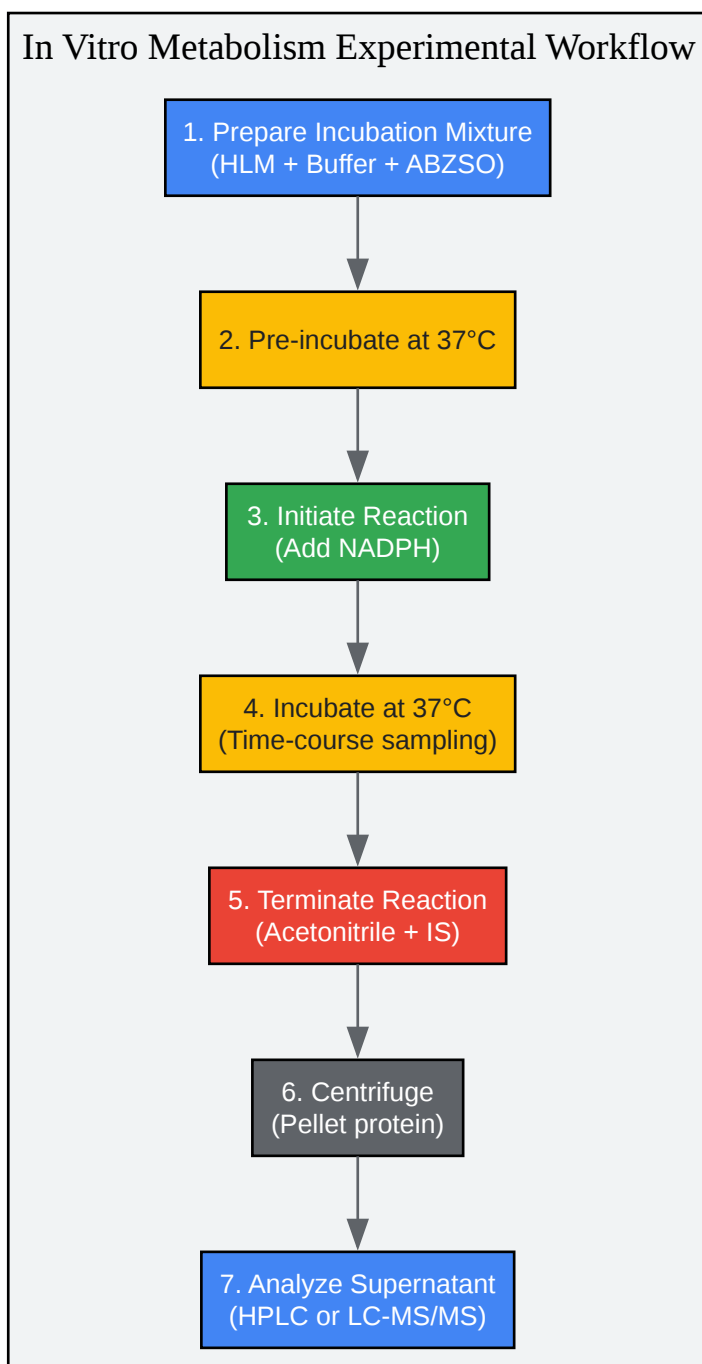 In Vitro Metabolism Experimental Workflow
1. Prepare Incubation Mixture
(HLM + Buffer + ABZSO)
2. Pre-incubate at 37°C
3. Initiate Reaction
(Add NADPH)
4. Incubate at 37°C
(Time-course sampling)
5. Terminate Reaction
(Acetonitrile + IS)
6. Centrifuge
(Pellet protein)
7. Analyze Supernatant
(HPLC or LC-MS/MS)